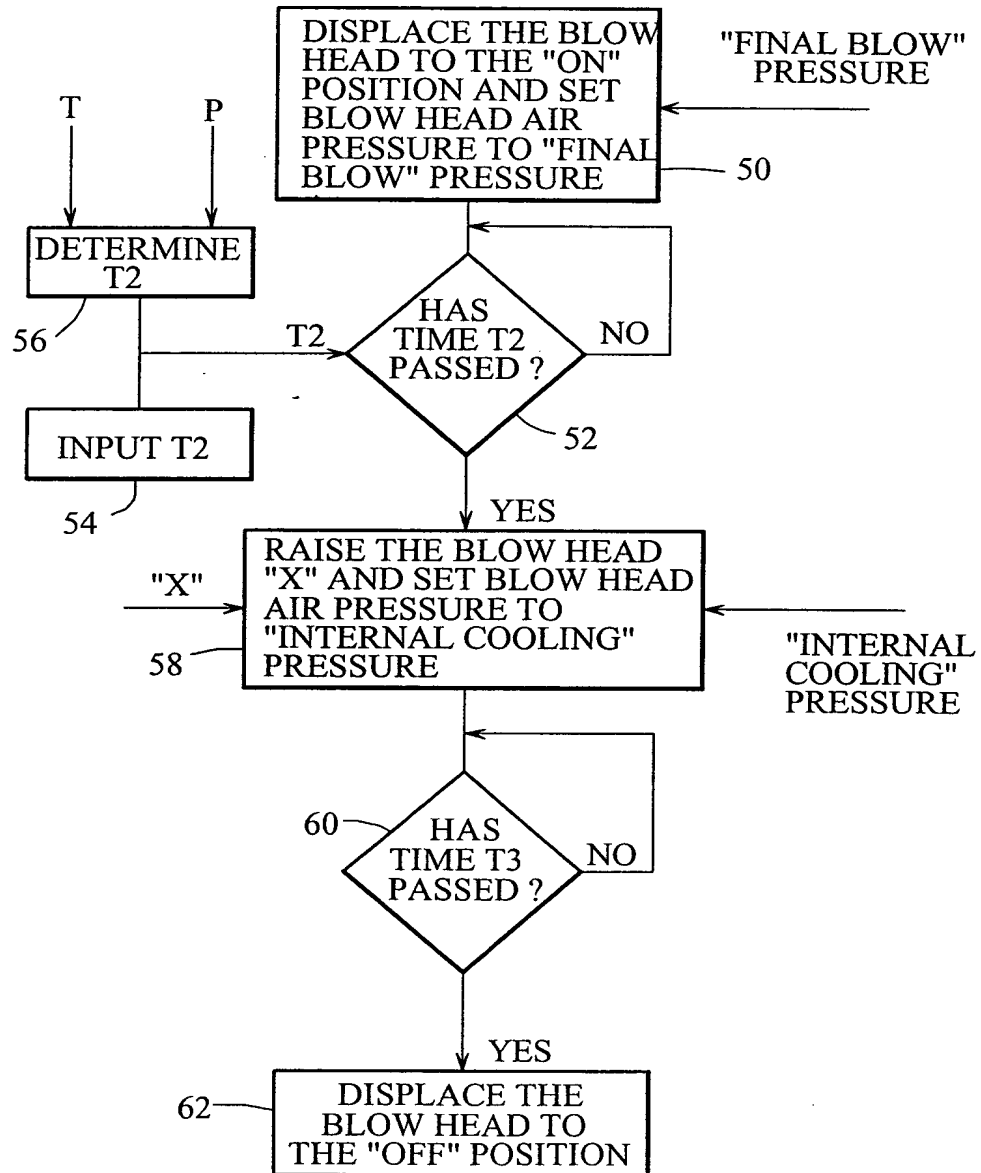 DISPLACE THE BLOW
HEAD TO THE "ON"
POSITION AND SET
BLOW HEAD AIR
PRESSURE TO "FINAL
BLOW" PRESSURE
"FINAL BLOW"
PRESSURE
50
T
P
DETERMINE
T2
56
T2
HAS
TIME T2
PASSED ?
NO
52
INPUT T2
54
YES
RAISE THE BLOW HEAD
"X" AND SET BLOW HEAD
AIR PRESSURE TO
"INTERNAL COOLING"
PRESSURE
"X"
58
"INTERNAL
COOLING"
PRESSURE
60
HAS
TIME T3
PASSED ?
NO
YES
62
DISPLACE THE
BLOW HEAD TO
THE "OFF" POSITION